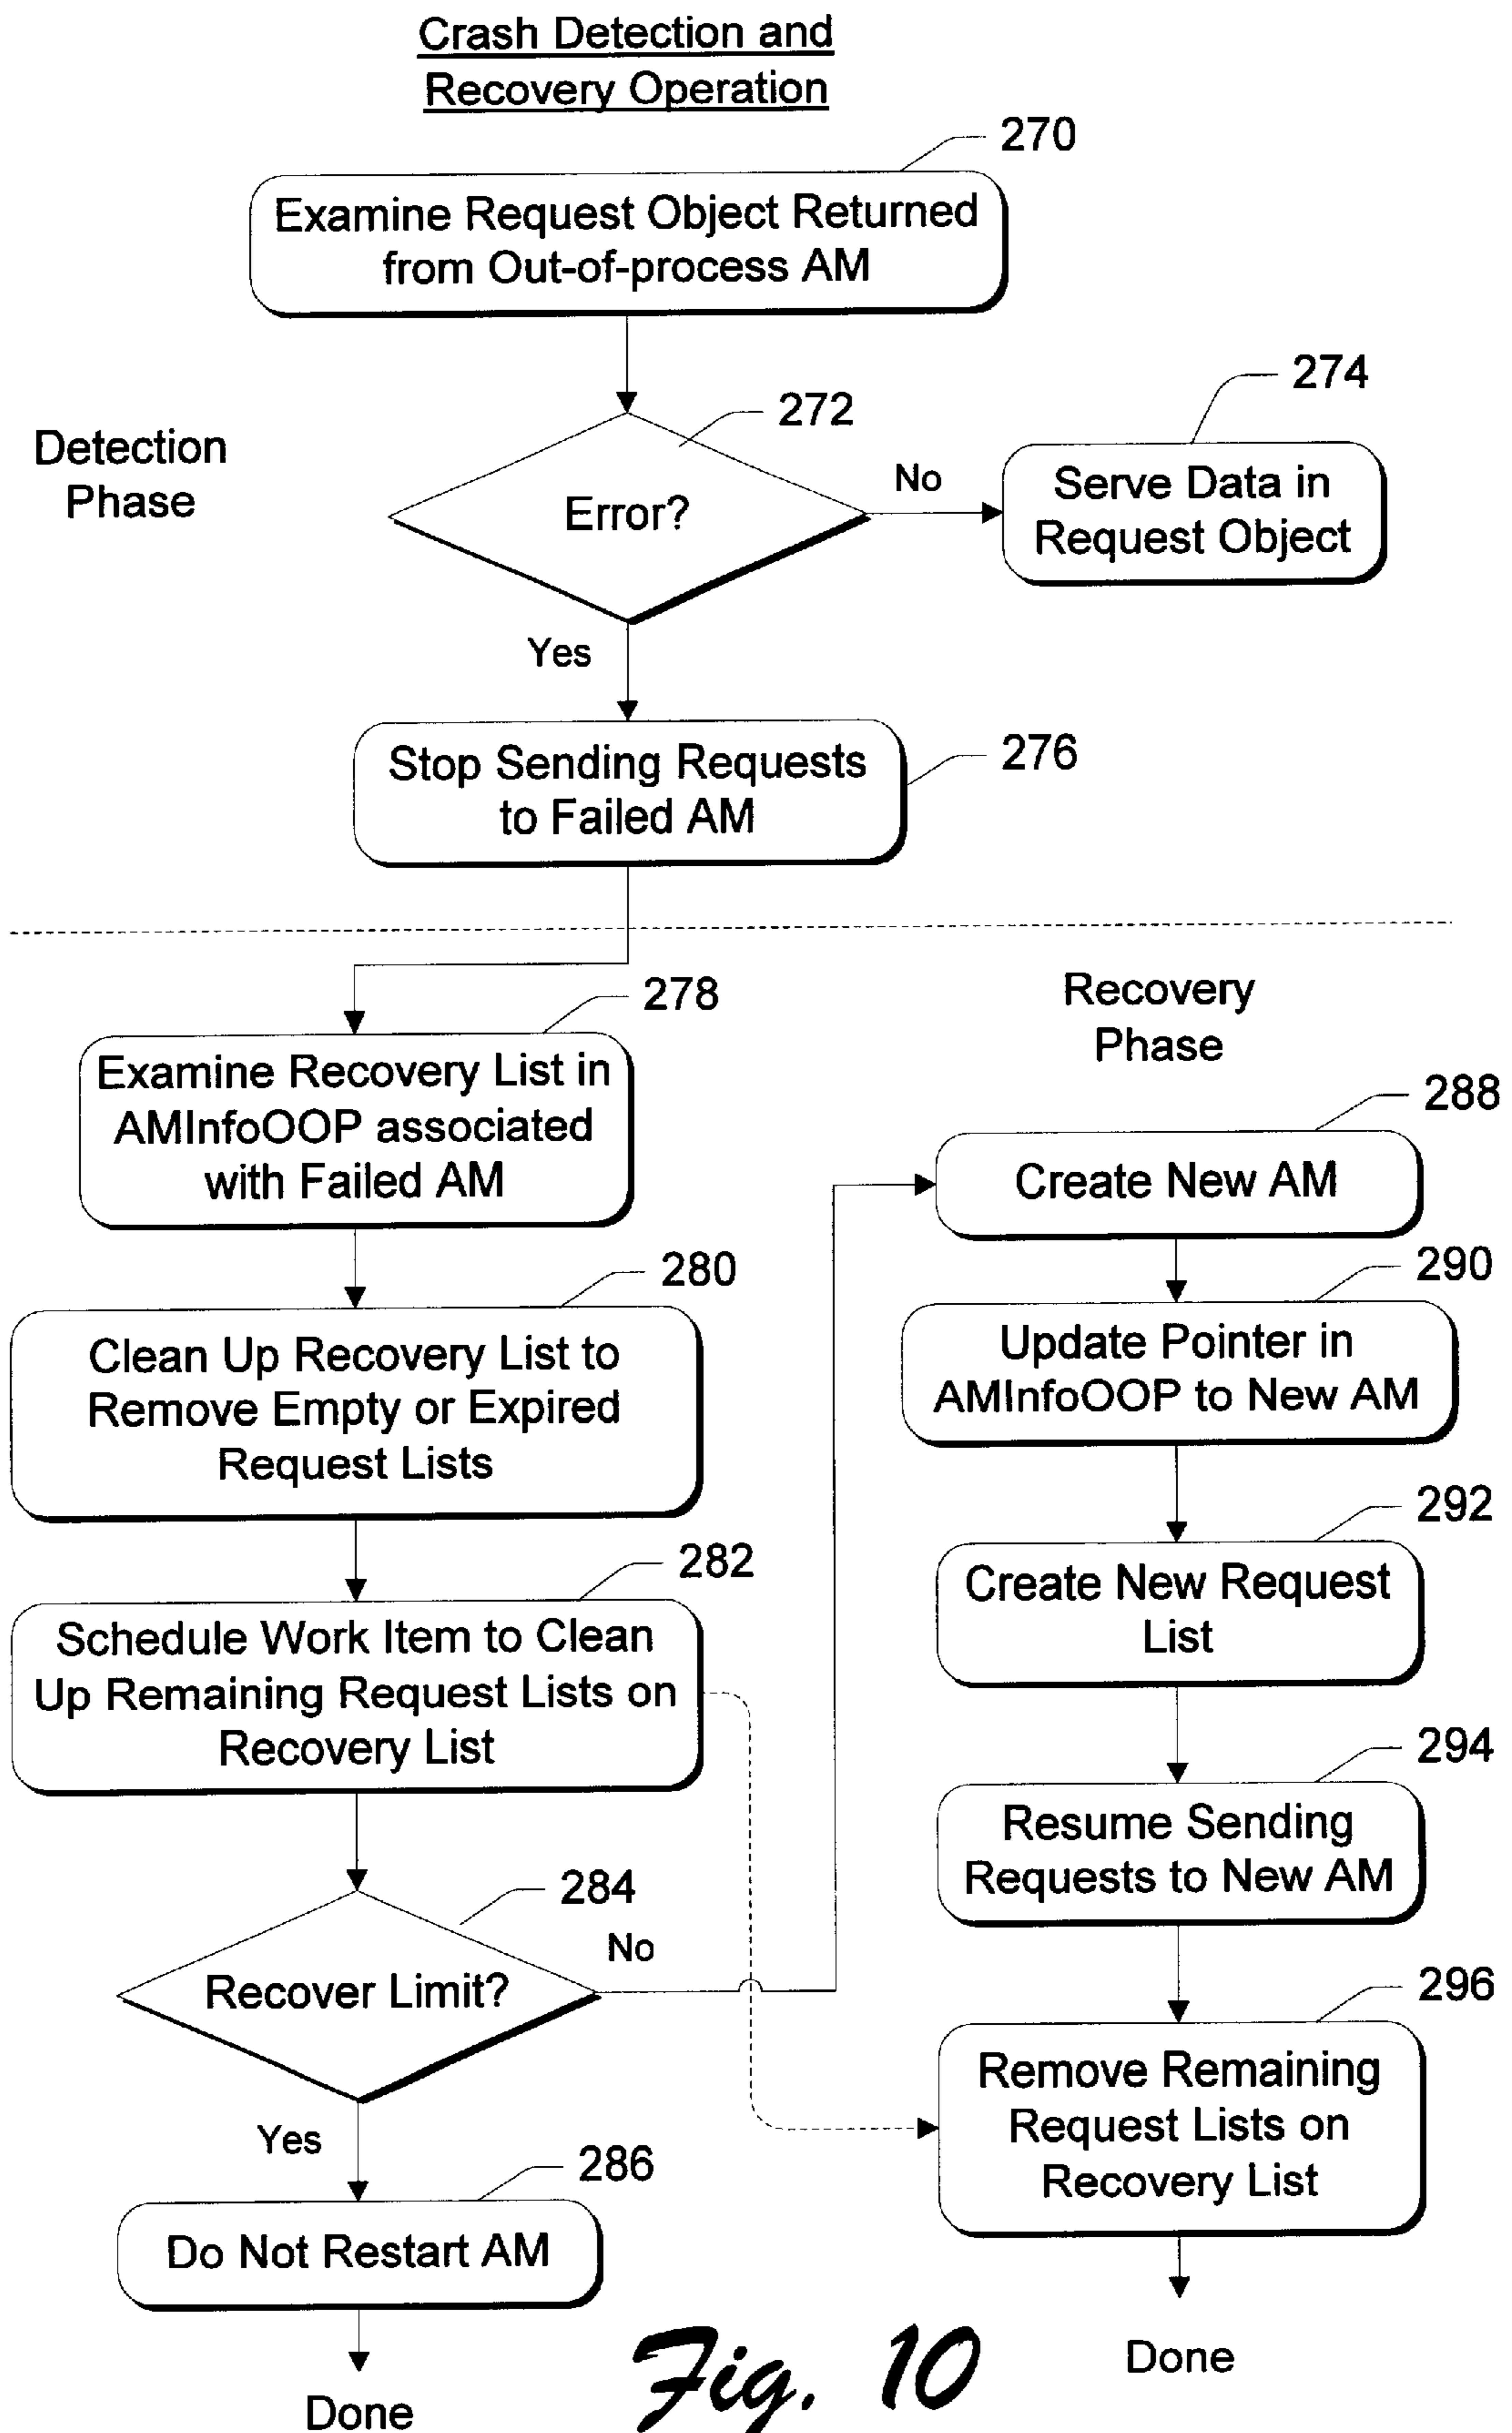 Crash Detection and
Recovery Operation
270
Examine Request Object Returned
from Out-of-process AM
272
Error?
No
274
Serve Data in
Request Object
Detection
Phase
Yes
276
Stop Sending Requests
to Failed AM
278
Examine Recovery List in
AMInfoOOP associated
with Failed AM
280
Clean Up Recovery List to
Remove Empty or Expired
Request Lists
282
Schedule Work Item to Clean
Up Remaining Request Lists on
Recovery List
284
Recover Limit?
No
Yes
286
Do Not Restart AM
Done
Recovery
Phase
288
Create New AM
290
Update Pointer in
AMInfoOOP to New AM
292
Create New Request
List
294
Resume Sending
Requests to New AM
296
Remove Remaining
Request Lists on
Recovery List
Done
Fig. 10